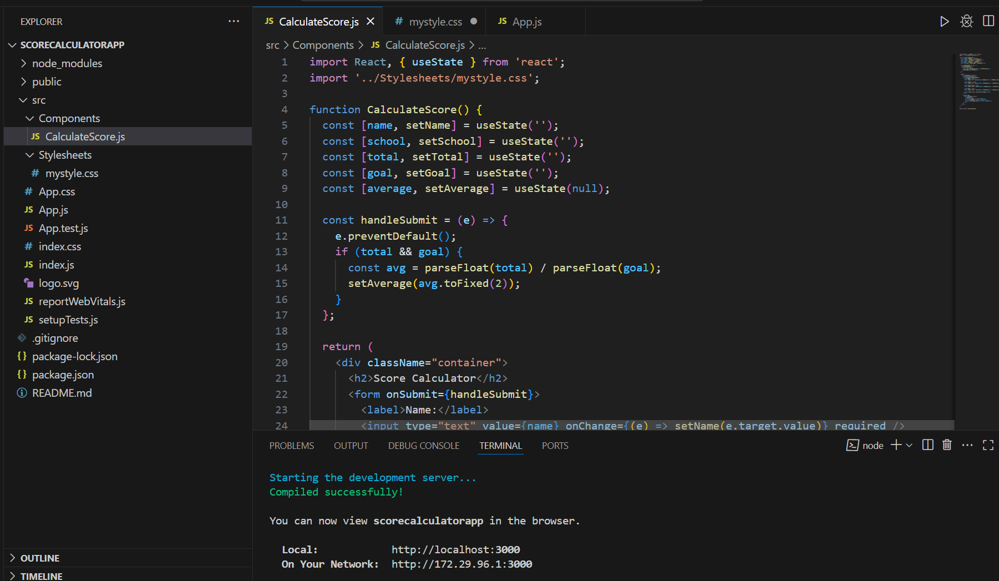 EXPLORER
SCORECALCULATORAPP
node_modules
public
src
Components
JS CalculateScore.js
Stylesheets
# mystyle.css
# App.css
JS App.js
JS App.test.js
# index.css
JS index.js
logo.svg
JS reportWebVitals.js
JS setupTests.js
.gitignore
{} package-lock.json
{} package.json
README.md
OUTLINE
TIMELINE
JS CalculateScore.js
# mystyle.css
JS App.js
src > Components > JS CalculateScore.js > ...
1 import React, { useState } from 'react';
2 import '../Stylesheets/mystyle.css';
3
4 function CalculateScore() {
5 const [name, setName] = useState('');
6 const [school, setSchool] = useState('');
7 const [total, setTotal] = useState('');
8 const [goal, setGoal] = useState('');
9 const [average, setAverage] = useState(null);
10
11 const handleSubmit = (e) => {
12 e.preventDefault();
13 if (total && goal) {
14 const avg = parseFloat(total) / parseFloat(goal);
15 setAverage(avg.toFixed(2));
16 }
17 };
18
19 return (
20 <div className="container">
21 <h2>Score Calculator</h2>
22 <form onSubmit={handleSubmit}>
23 <label>Name:</label>
24 <input type="text" value={name} onChange={(e) => setName(e.target.value)} required />
PROBLEMS OUTPUT DEBUG CONSOLE TERMINAL PORTS
node
Starting the development server...
Compiled successfully!
You can now view scorecalculatorapp in the browser.
Local: http://localhost:3000
On Your Network: http://172.29.96.1:3000